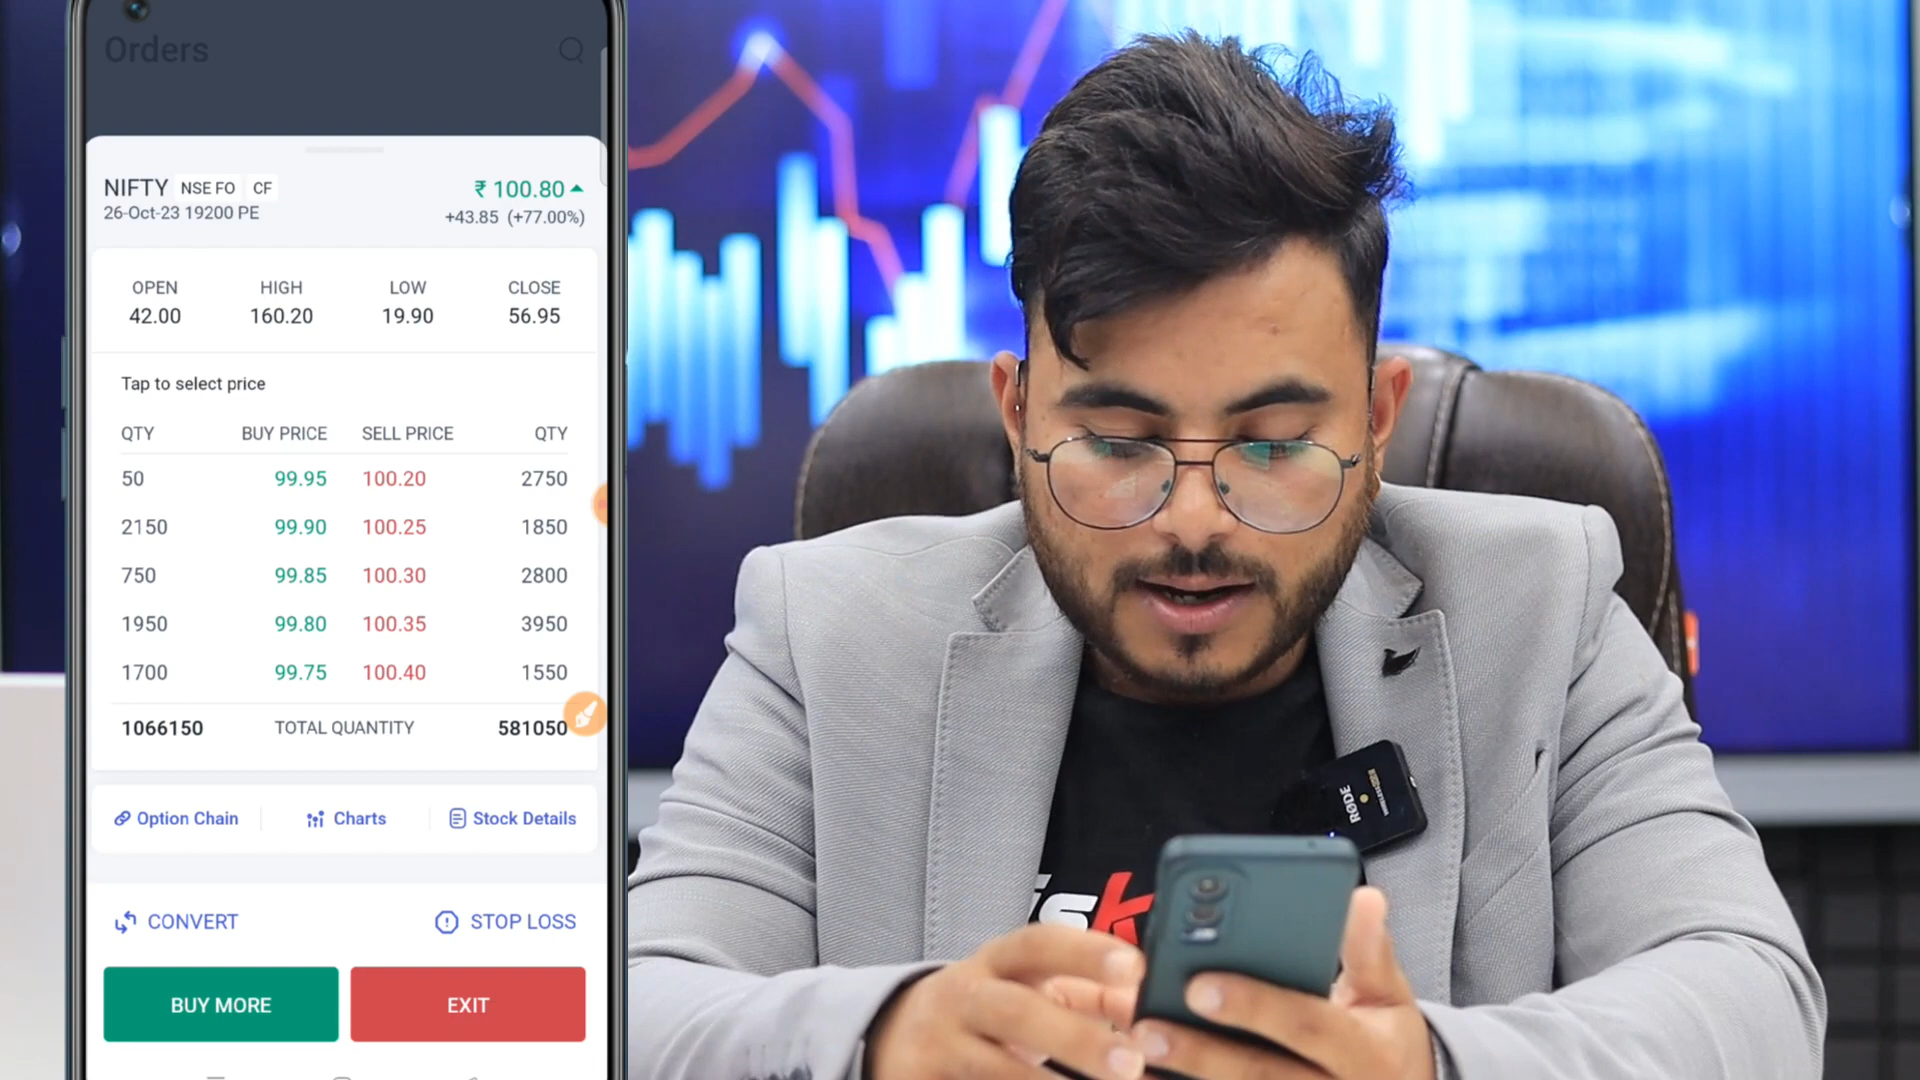 Orders
NIFTY NSE FO CF ₹ 100.80
26-Oct-23 19200 PE +43.85 (+77.00%)
OPEN HIGH LOW CLOSE
42.00 160.20 19.90 56.95
Tap to select price
QTY BUY PRICE SELL PRICE QTY
50 99.95 100.20 2750
2150 99.90 100.25 1850
750 99.85 100.30 2800
1950 99.80 100.35 3950
1700 99.75 100.40 1550
1066150 TOTAL QUANTITY 581050
Option Chain Charts Stock Details
CONVERT STOP LOSS
BUY MORE EXIT
RØDE
isk